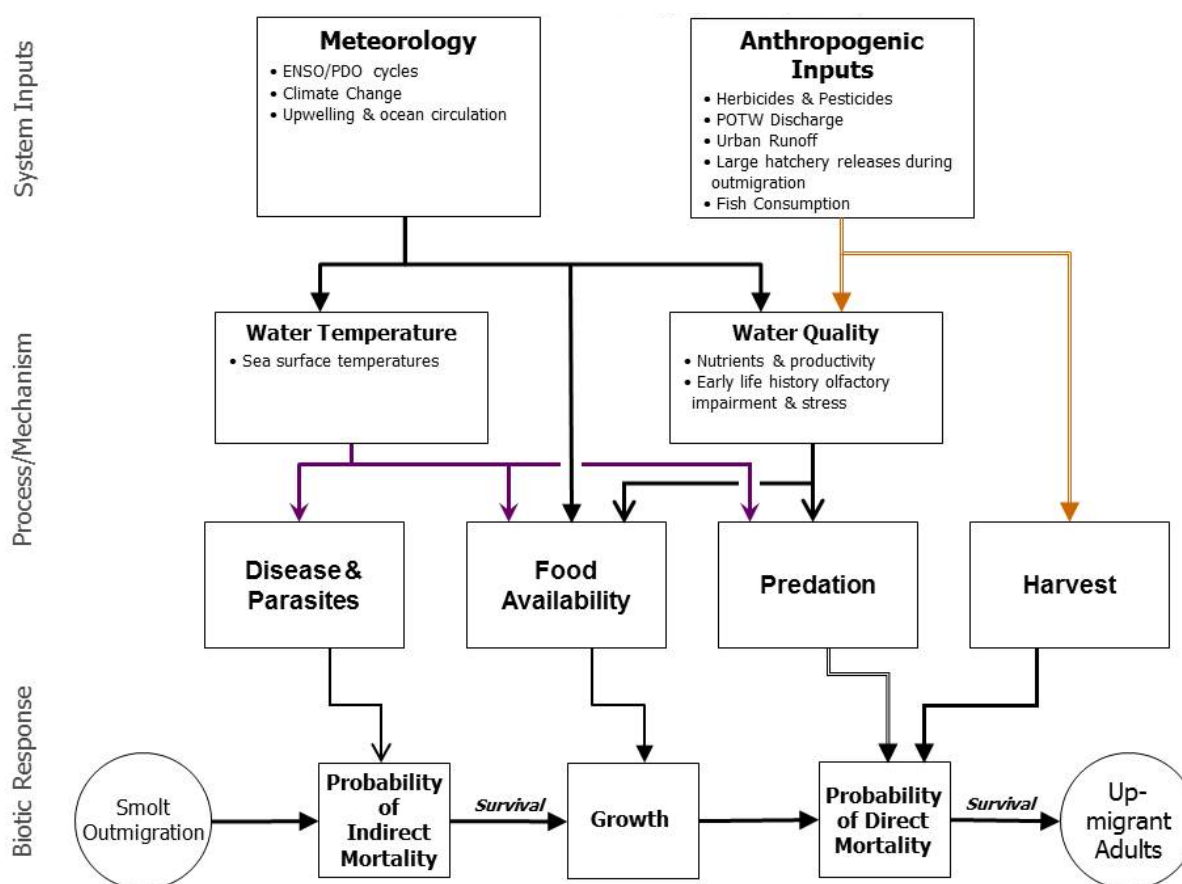 System Inputs
Meteorology
• ENSO/PDO cycles
• Climate Change
• Upwelling & ocean circulation
Anthropogenic
Inputs
• Herbicides & Pesticides
• POTW Discharge
• Urban Runoff
• Large hatchery releases during
outmigration
• Fish Consumption
Process/Mechanism
Water Temperature
• Sea surface temperatures
Water Quality
• Nutrients & productivity
• Early life history olfactory
impairment & stress
Disease &
Parasites
Food
Availability
Predation
Harvest
Biotic Response
Smolt
Outmigration
Probability
of
Indirect
Mortality
Survival
Growth
Probability
of Direct
Mortality
Survival
Up-
migrant
Adults